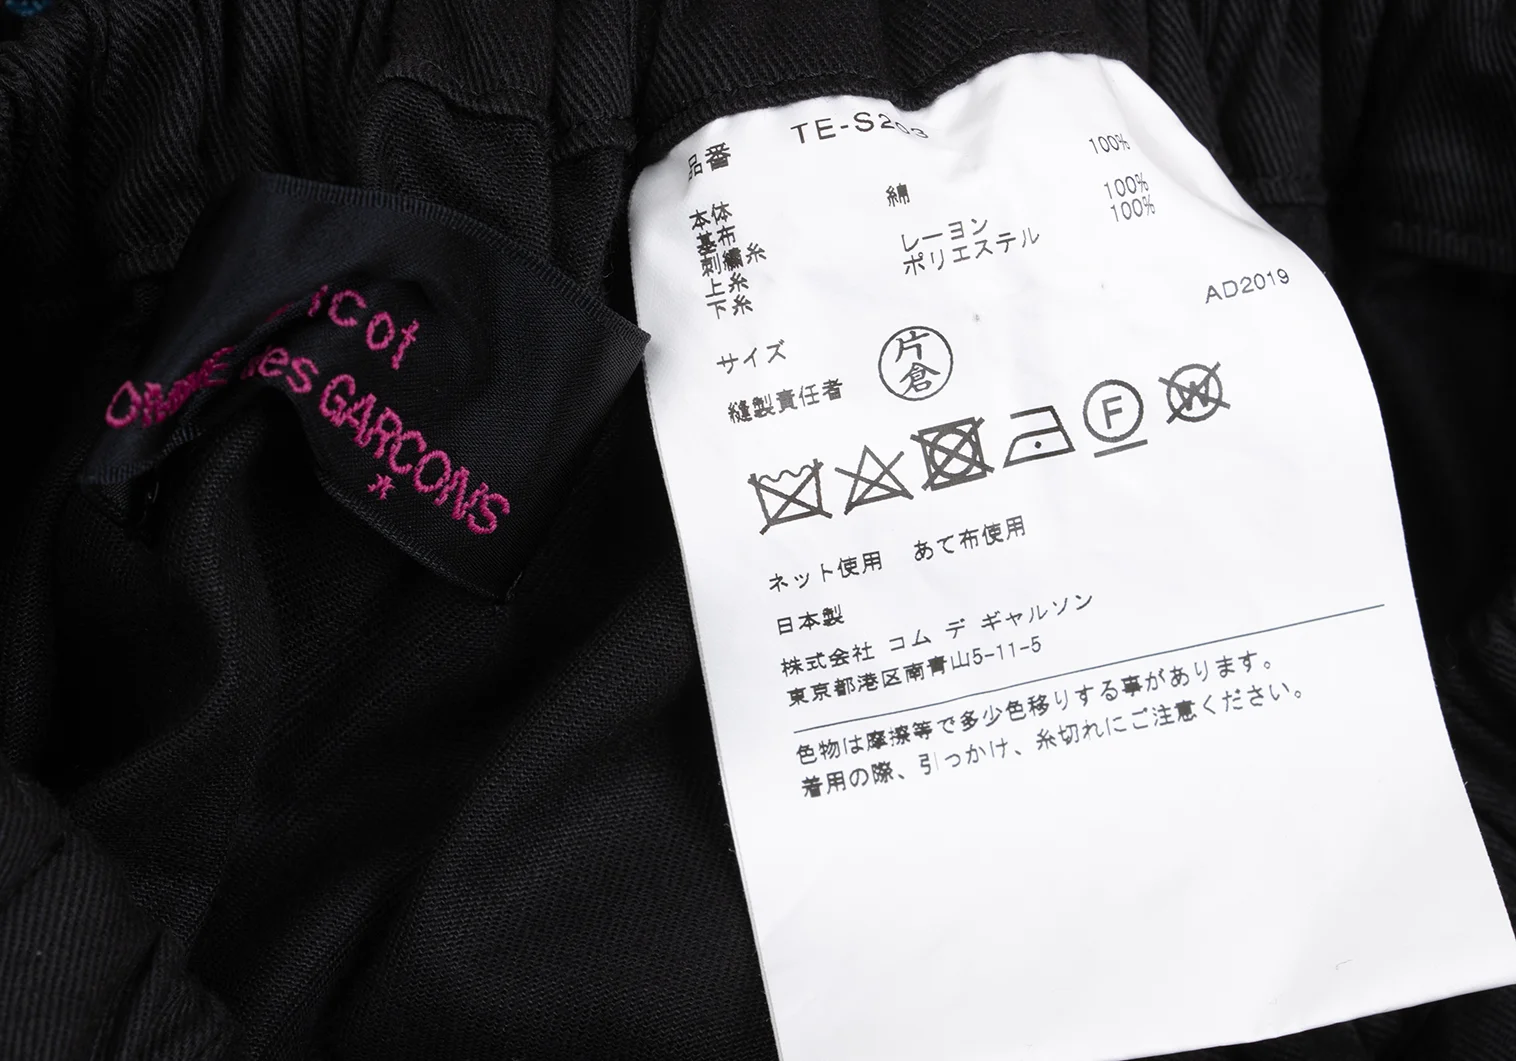 icot
OMME des GARCONS
品番 TE-S203
本体
基布 綿 100%
刺繍糸
上糸 レーヨン 100%
下糸 ポリエステル 100%
AD2019
サイズ
縫製責任者 片倉
F
W
ネット使用 あて布使用
日本製
株式会社 コム デ ギャルソン
東京都港区南青山5-11-5
色物は摩擦等で多少色移りする事があります。
着用の際、引っかけ、糸切れにご注意ください。